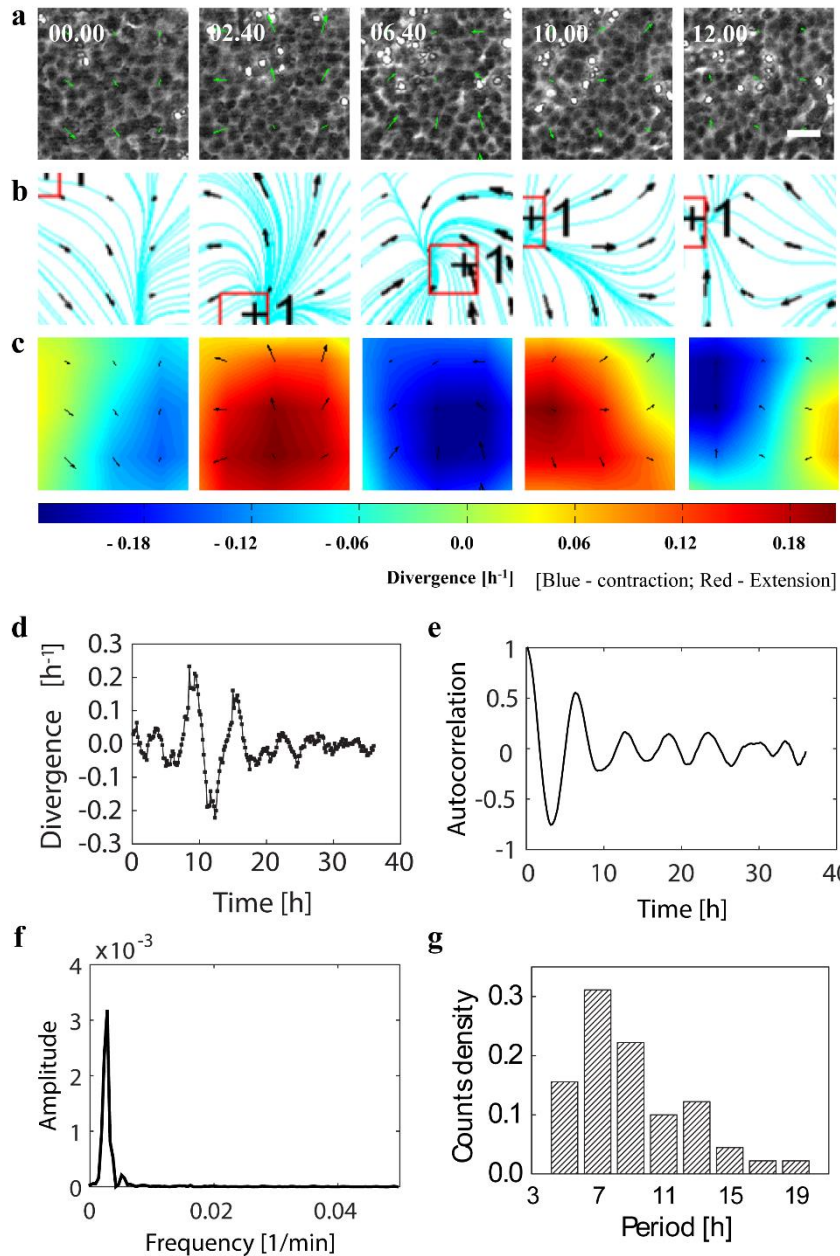 a
00.00 02.40 06.40 10.00 12.00
b
+1 +1 +1 +1
c
- 0.18 - 0.12 - 0.06 0.0 0.06 0.12 0.18
Divergence [h⁻¹] [Blue - contraction; Red - Extension]
d
Divergence [h⁻¹]
0.3
0.2
0.1
0.0
-0.1
-0.2
-0.3
0 10 20 30 40
Time [h]
e
Autocorrelation
1
0.5
0
-0.5
-1
0 10 20 30 40
Time [h]
f
x10⁻³
Amplitude
4
3
2
1
0
0 0.02 0.04
Frequency [1/min]
g
Counts density
0.3
0.2
0.1
0.0
3 7 11 15 19
Period [h]